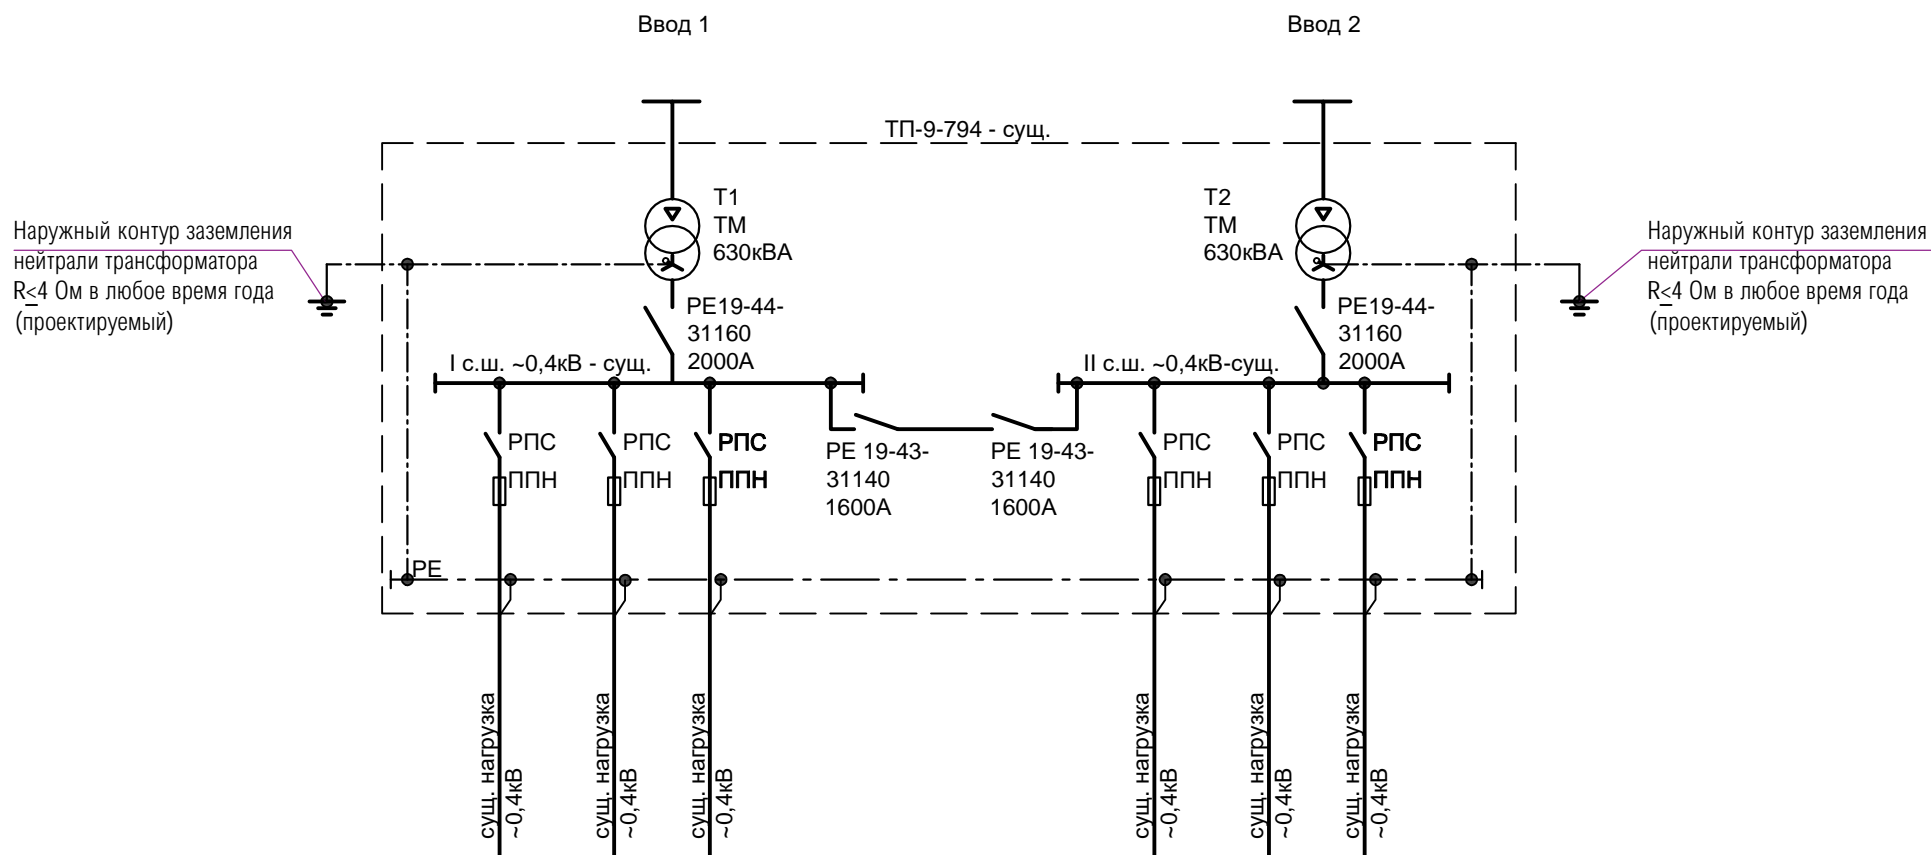 Ввод 1
Ввод 2
ТП-9-794 - сущ.
Наружный контур заземления
нейтрали трансформатора
R≤4 Ом в любое время года
(проектируемый)
Т1
ТМ
630кВА
Т2
ТМ
630кВА
Наружный контур заземления
нейтрали трансформатора
R≤4 Ом в любое время года
(проектируемый)
РЕ19-44-
31160
2000А
РЕ19-44-
31160
2000А
I с.ш. ~0,4кВ - сущ.
II с.ш. ~0,4кВ-сущ.
РПС
ППН
РПС
ППН
РПС
ППН
РЕ 19-43-
31140
1600А
РЕ 19-43-
31140
1600А
РПС
ППН
РПС
ППН
РПС
ППН
PE
сущ. нагрузка
~0,4кВ
сущ. нагрузка
~0,4кВ
сущ. нагрузка
~0,4кВ
сущ. нагрузка
~0,4кВ
сущ. нагрузка
~0,4кВ
сущ. нагрузка
~0,4кВ